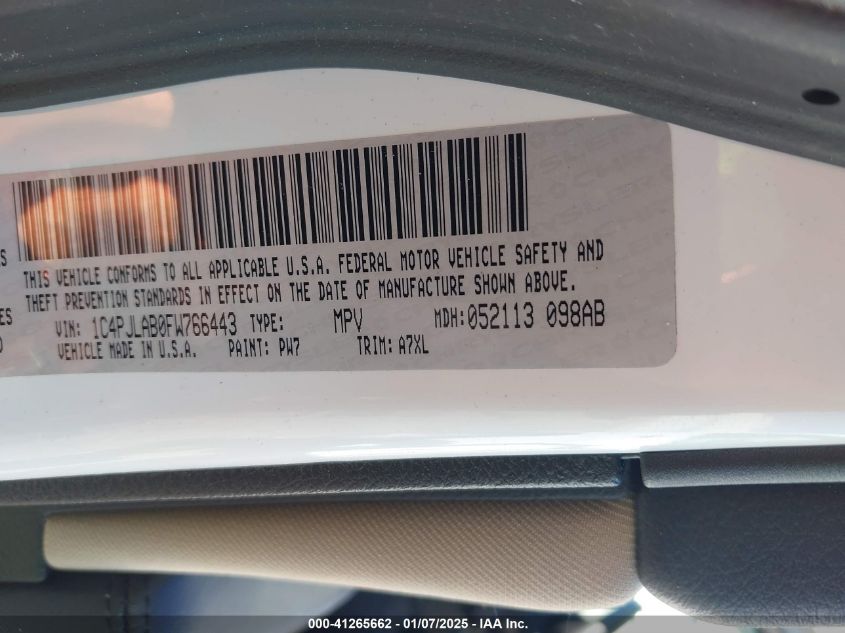 THIS VEHICLE CONFORMS TO ALL APPLICABLE U.S.A. FEDERAL MOTOR VEHICLE SAFETY AND
THEFT PREVENTION STANDARDS IN EFFECT ON THE DATE OF MANUFACTURE SHOWN ABOVE.
VIN: 1C4PJLAB0FW766443 TYPE: MPV MDH:052113 098AB
VEHICLE MADE IN U.S.A. PAINT: PW7 TRIM: A7XL
000-41265662 - 01/07/2025 - IAA Inc.